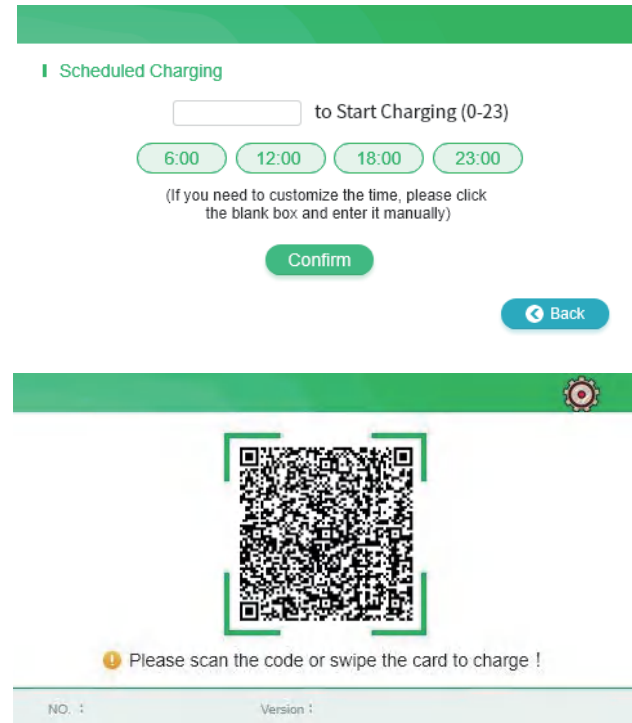 Scheduled Charging
to Start Charging (0-23)
6:00 12:00 18:00 23:00
(If you need to customize the time, please click
the blank box and enter it manually)
Confirm
Back
Please scan the code or swipe the card to charge !
NO. : Version :